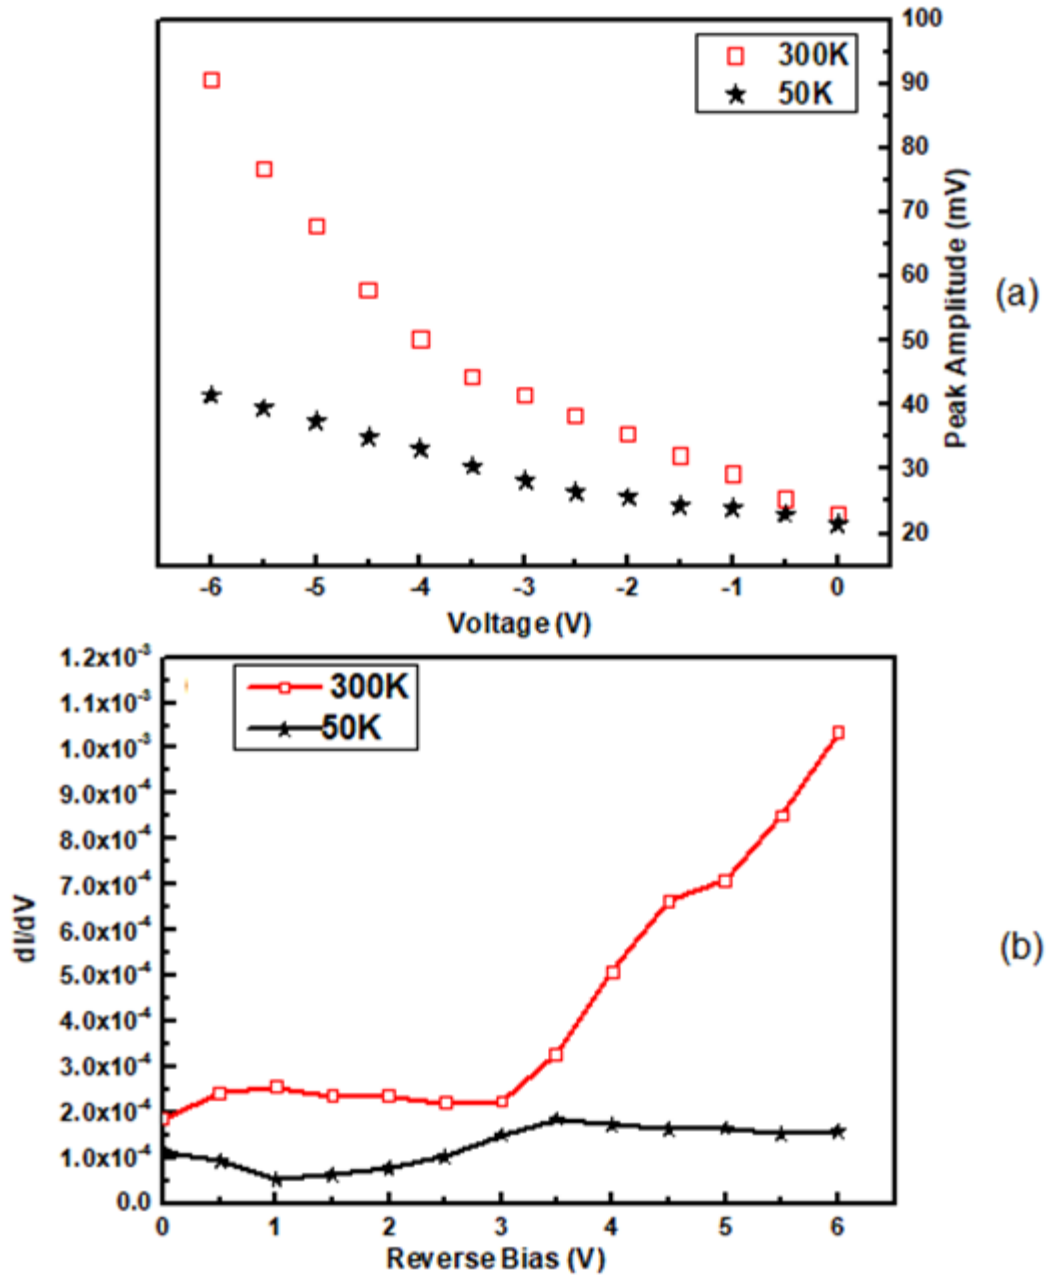 300K
50K
100
90
80
70
60
50
40
30
20
Peak Amplitude (mV)
(a)
-6 -5 -4 -3 -2 -1 0
Voltage (V)
300K
50K
1.2x10⁻³
1.1x10⁻³
1.0x10⁻³
9.0x10⁻⁴
8.0x10⁻⁴
7.0x10⁻⁴
6.0x10⁻⁴
5.0x10⁻⁴
4.0x10⁻⁴
3.0x10⁻⁴
2.0x10⁻⁴
1.0x10⁻⁴
0.0
dI/dV
(b)
0 1 2 3 4 5 6
Reverse Bias (V)